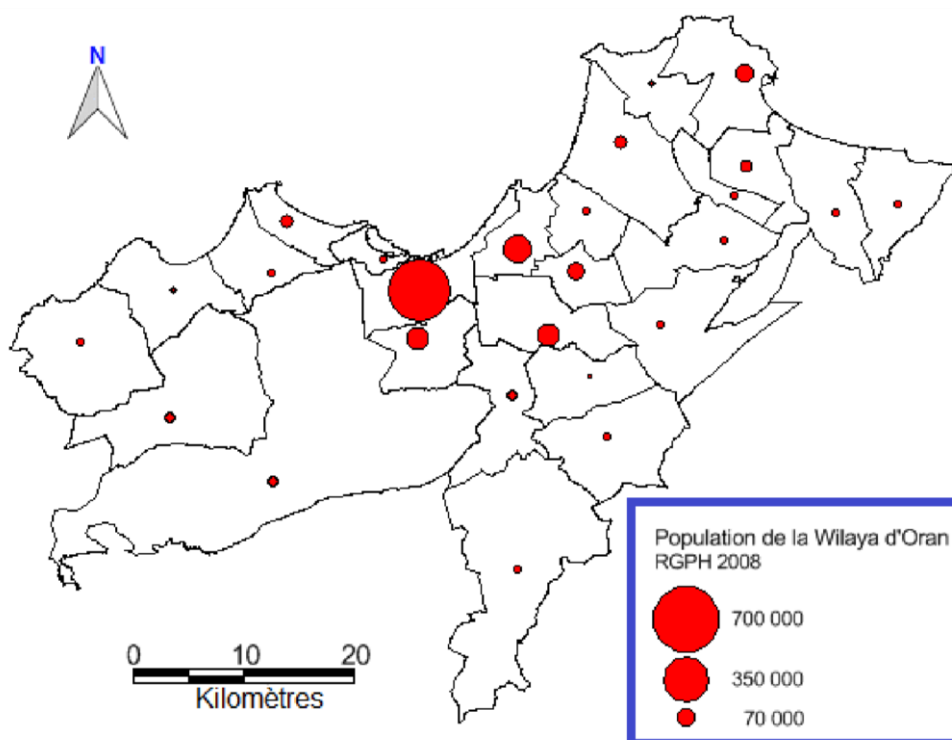 N
Population de la Wilaya d'Oran
RGPH 2008
700 000
350 000
70 000
0 10 20
Kilomètres